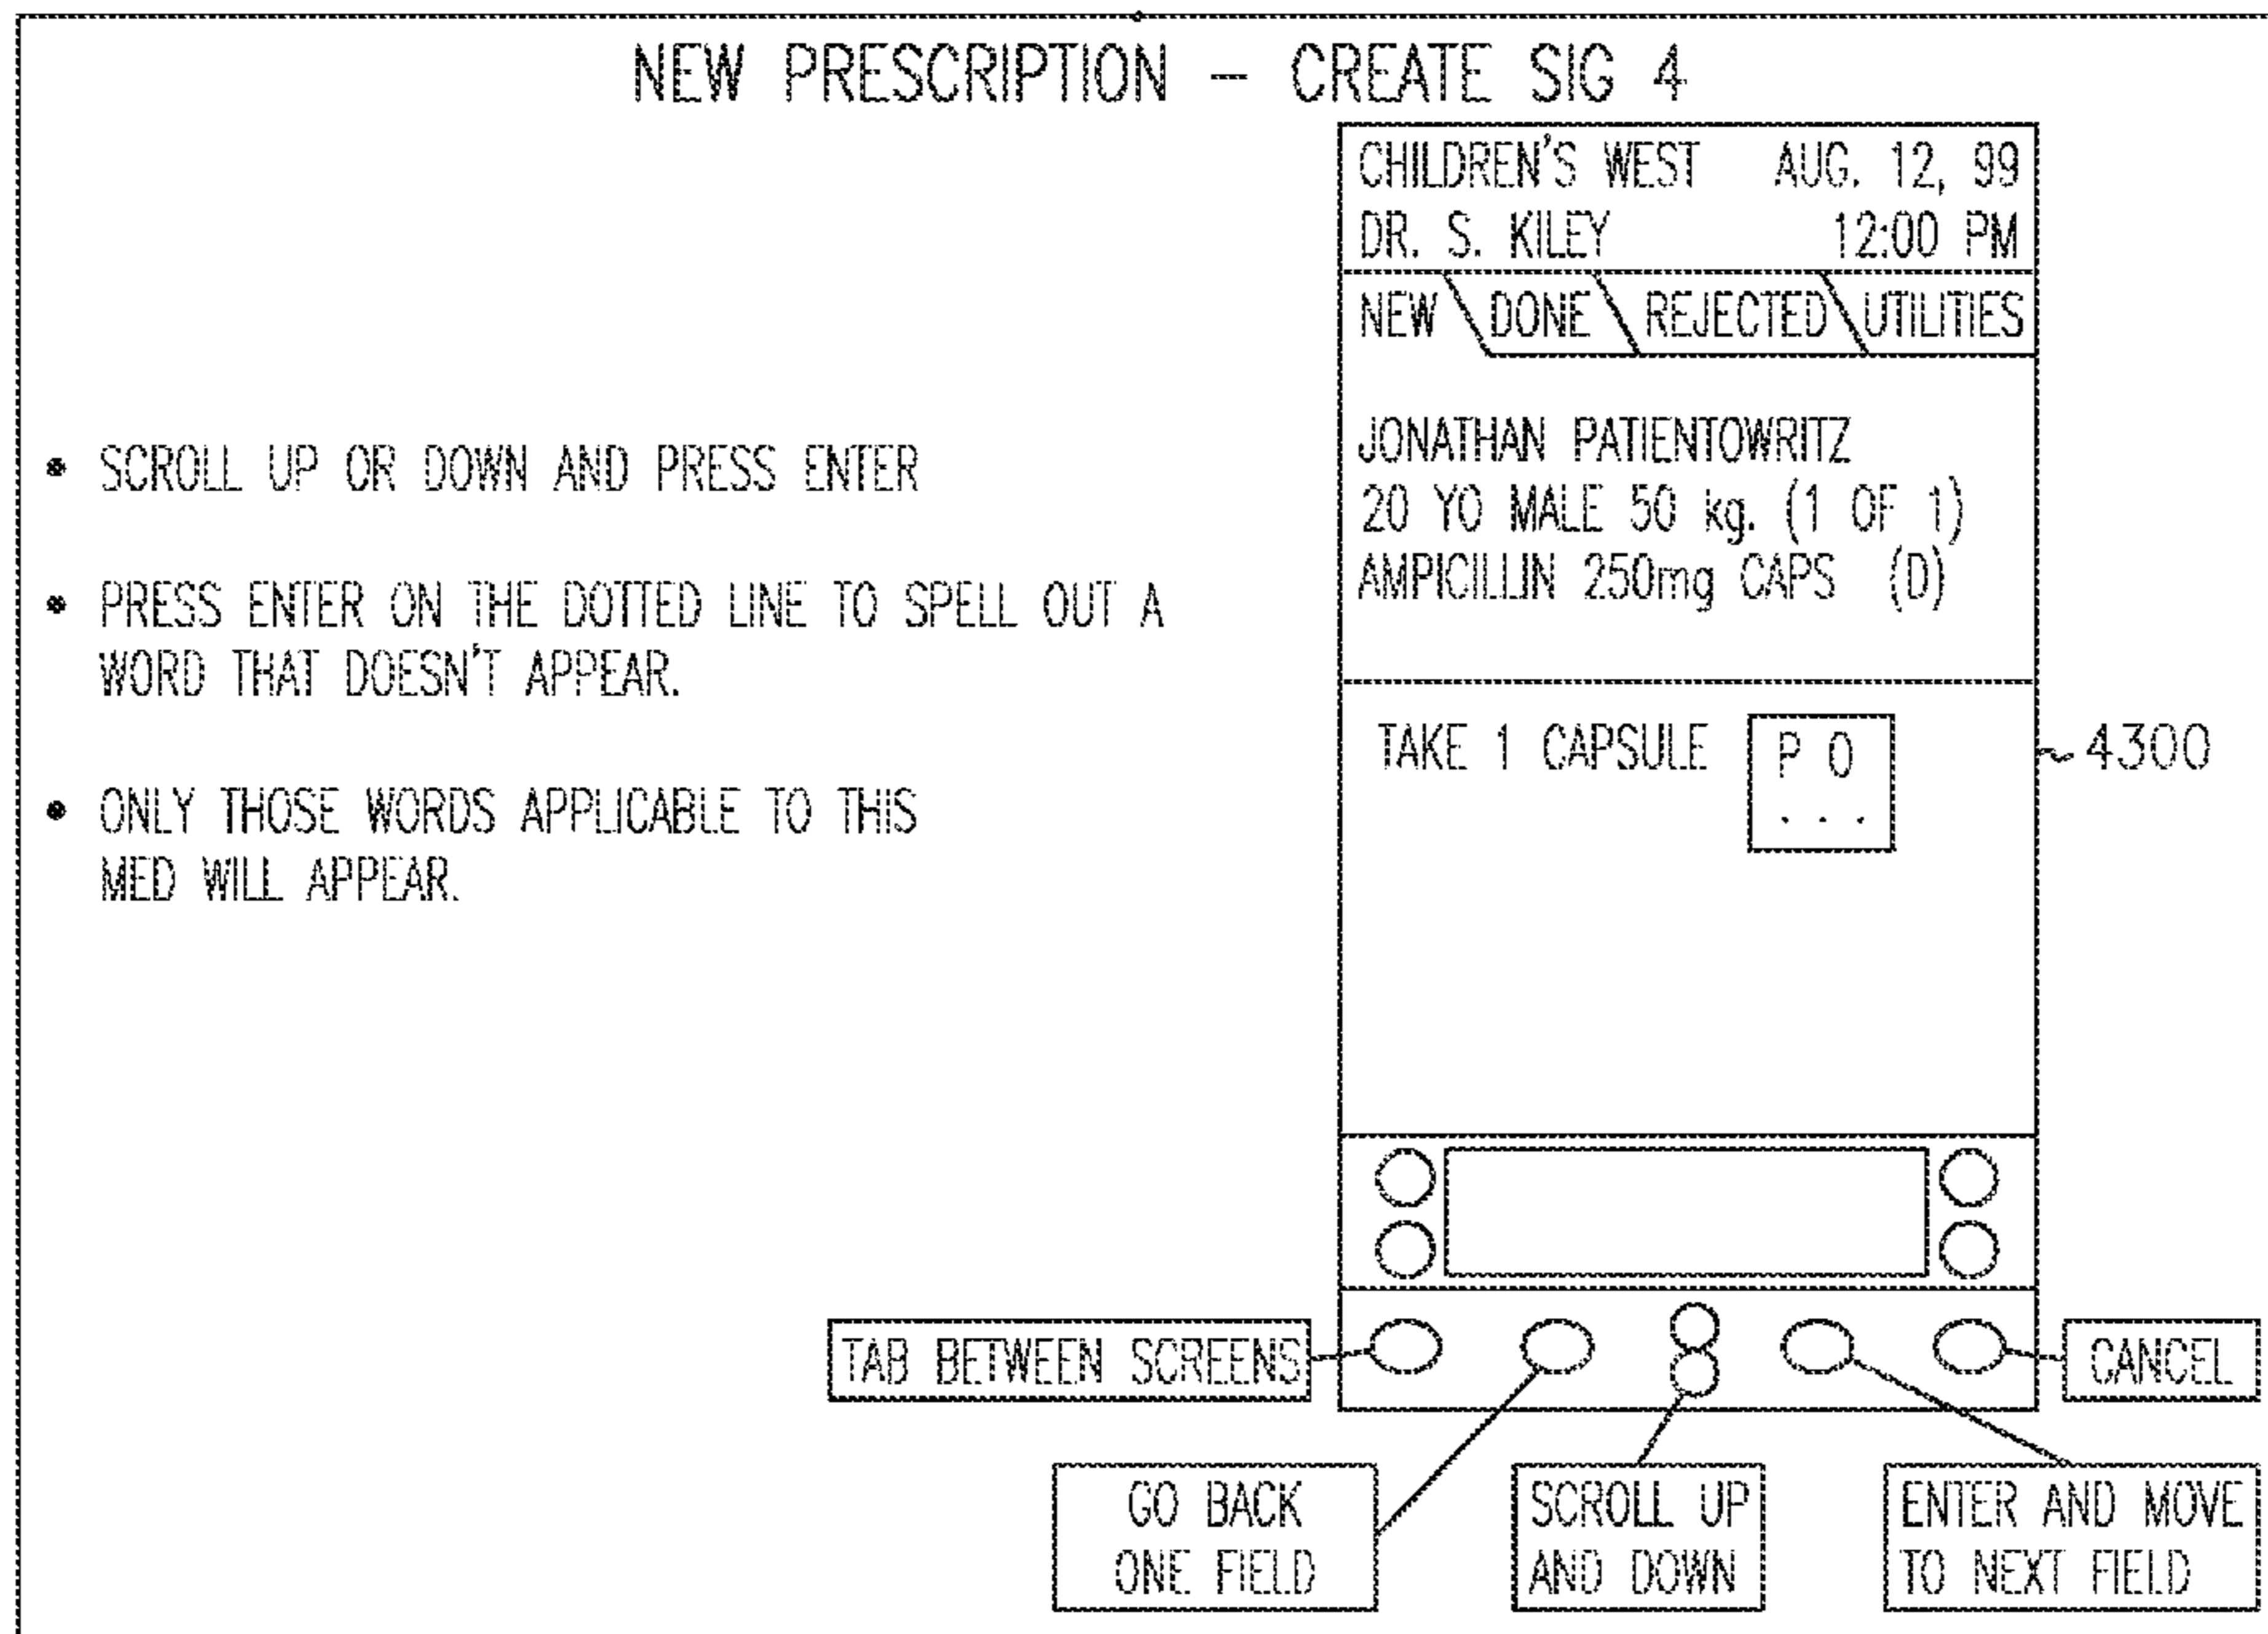 NEW PRESCRIPTION – CREATE SIG 4
• SCROLL UP OR DOWN AND PRESS ENTER
• PRESS ENTER ON THE DOTTED LINE TO SPELL OUT A
WORD THAT DOESN'T APPEAR.
• ONLY THOSE WORDS APPLICABLE TO THIS
MED WILL APPEAR.
CHILDREN'S WEST AUG. 12, 99
DR. S. KILEY 12:00 PM
NEW DONE REJECTED UTILITIES
JONATHAN PATIENTOWRITZ
20 YO MALE 50 kg. (1 OF 1)
AMPICILLIN 250mg CAPS (D)
TAKE 1 CAPSULE P O
. . .
4300
TAB BETWEEN SCREENS
CANCEL
GO BACK
ONE FIELD
SCROLL UP
AND DOWN
ENTER AND MOVE
TO NEXT FIELD